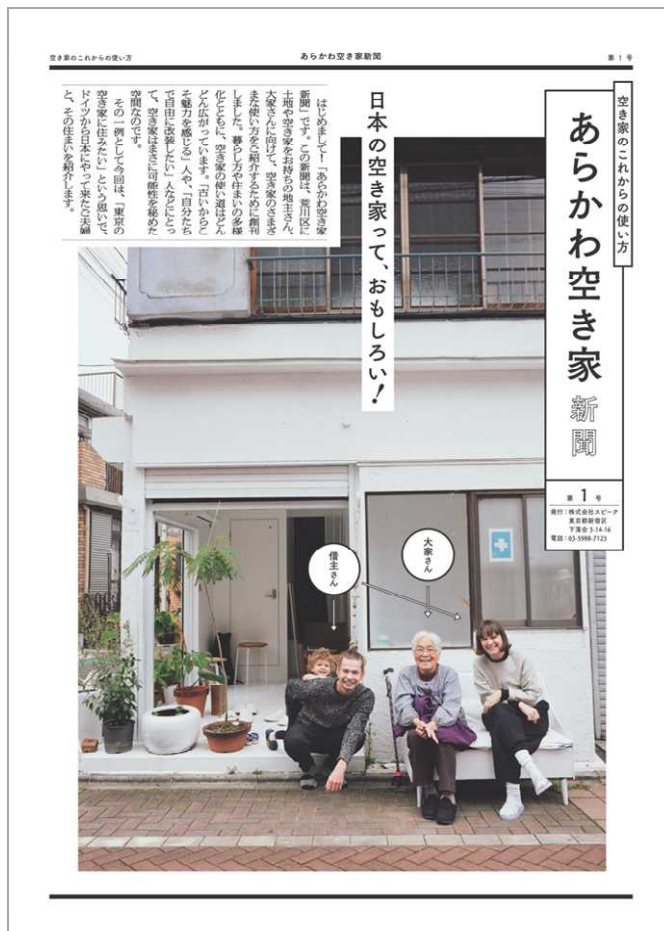 空き家のこれからの使い方
あらかわ空き家新聞
第 1 号
空き家のこれからの使い方
あらかわ空き家
新聞
第 1 号
発行:株式会社スピーク
東京都新宿区
下落合 3-14-16
電話:03-5988-7123
日本の空き家って、おもしろい!
はじめまして!「あらかわ空き家
新聞」です。この新聞は、荒川区に
土地や空き家をお持ちの地主さん、
大家さんに向けて、空き家のさまざ
まな使い方をご紹介するために創刊
しました。暮らし方や住まいの多様
化とともに、空き家の使い道はどん
どん広がっています。「古いからこ
そ魅力を感じる」人や、「自分たち
で自由に改装したい」人などにとっ
て、空き家はまさに可能性を秘めた
空間なのです。
その一例として今回は、「東京の
空き家に住みたい」という思いで、
ドイツから日本にやって来たご夫婦
と、その住まいを紹介します。
大家さん
借主さん